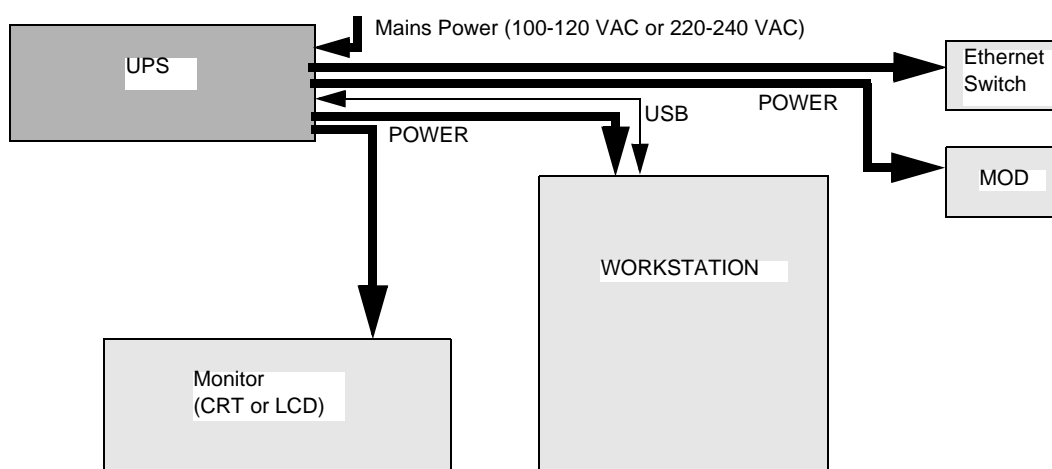 Mains Power (100-120 VAC or 220-240 VAC)
UPS
Ethernet
Switch
POWER
USB
POWER
MOD
WORKSTATION
Monitor
(CRT or LCD)